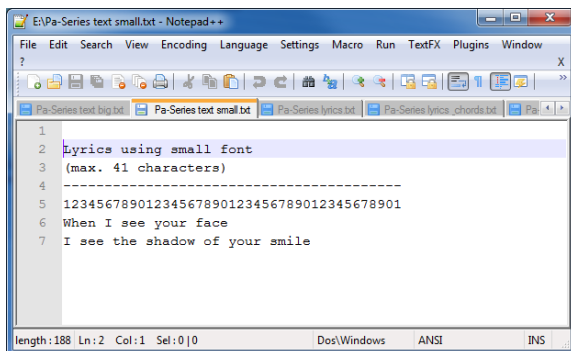 E:\Pa-Series text small.txt - Notepad++
File Edit Search View Encoding Language Settings Macro Run TextFX Plugins Window
? X
Pa-Series text big.txt Pa-Series text small.txt Pa-Series lyrics.txt Pa-Series lyrics_chords.txt Pa-
1
2 Lyrics using small font
3 (max. 41 characters)
4 -----------------------------------------
5 12345678901234567890123456789012345678901
6 When I see your face
7 I see the shadow of your smile
length : 188 Ln : 2 Col : 1 Sel : 0 | 0 Dos\Windows ANSI INS